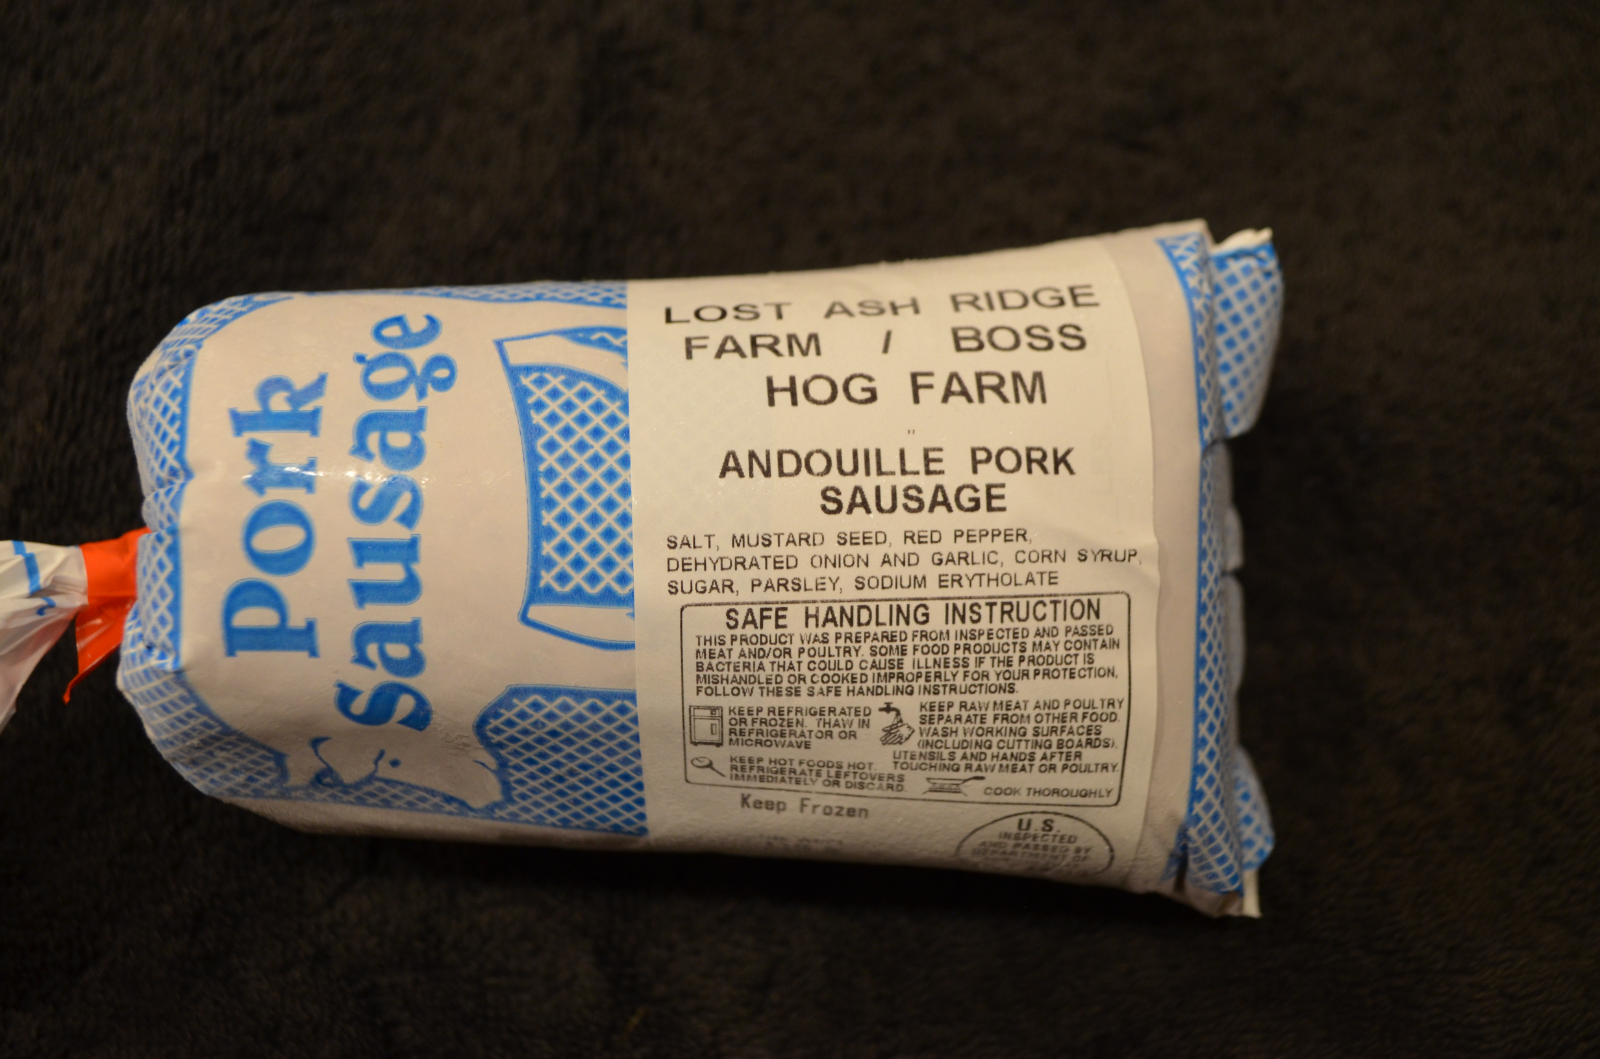 Pork
Sausage
LOST ASH RIDGE
FARM / BOSS
HOG FARM
ANDOUILLE PORK
SAUSAGE
SALT, MUSTARD SEED, RED PEPPER,
DEHYDRATED ONION AND GARLIC, CORN SYRUP,
SUGAR, PARSLEY, SODIUM ERYTHOLATE
SAFE HANDLING INSTRUCTION
THIS PRODUCT WAS PREPARED FROM INSPECTED AND PASSED
MEAT AND/OR POULTRY. SOME FOOD PRODUCTS MAY CONTAIN
BACTERIA THAT COULD CAUSE ILLNESS IF THE PRODUCT IS
MISHANDLED OR COOKED IMPROPERLY FOR YOUR PROTECTION,
FOLLOW THESE SAFE HANDLING INSTRUCTIONS.
KEEP REFRIGERATED
OR FROZEN. THAW IN
REFRIGERATOR OR
MICROWAVE
KEEP RAW MEAT AND POULTRY
SEPARATE FROM OTHER FOOD.
WASH WORKING SURFACES
(INCLUDING CUTTING BOARDS),
UTENSILS AND HANDS AFTER
TOUCHING RAW MEAT OR POULTRY.
KEEP HOT FOODS HOT.
REFRIGERATE LEFTOVERS
IMMEDIATELY OR DISCARD.
COOK THOROUGHLY
Keep Frozen
U.S.
INSPECTED
AND PASSED BY
DEPARTMENT OF